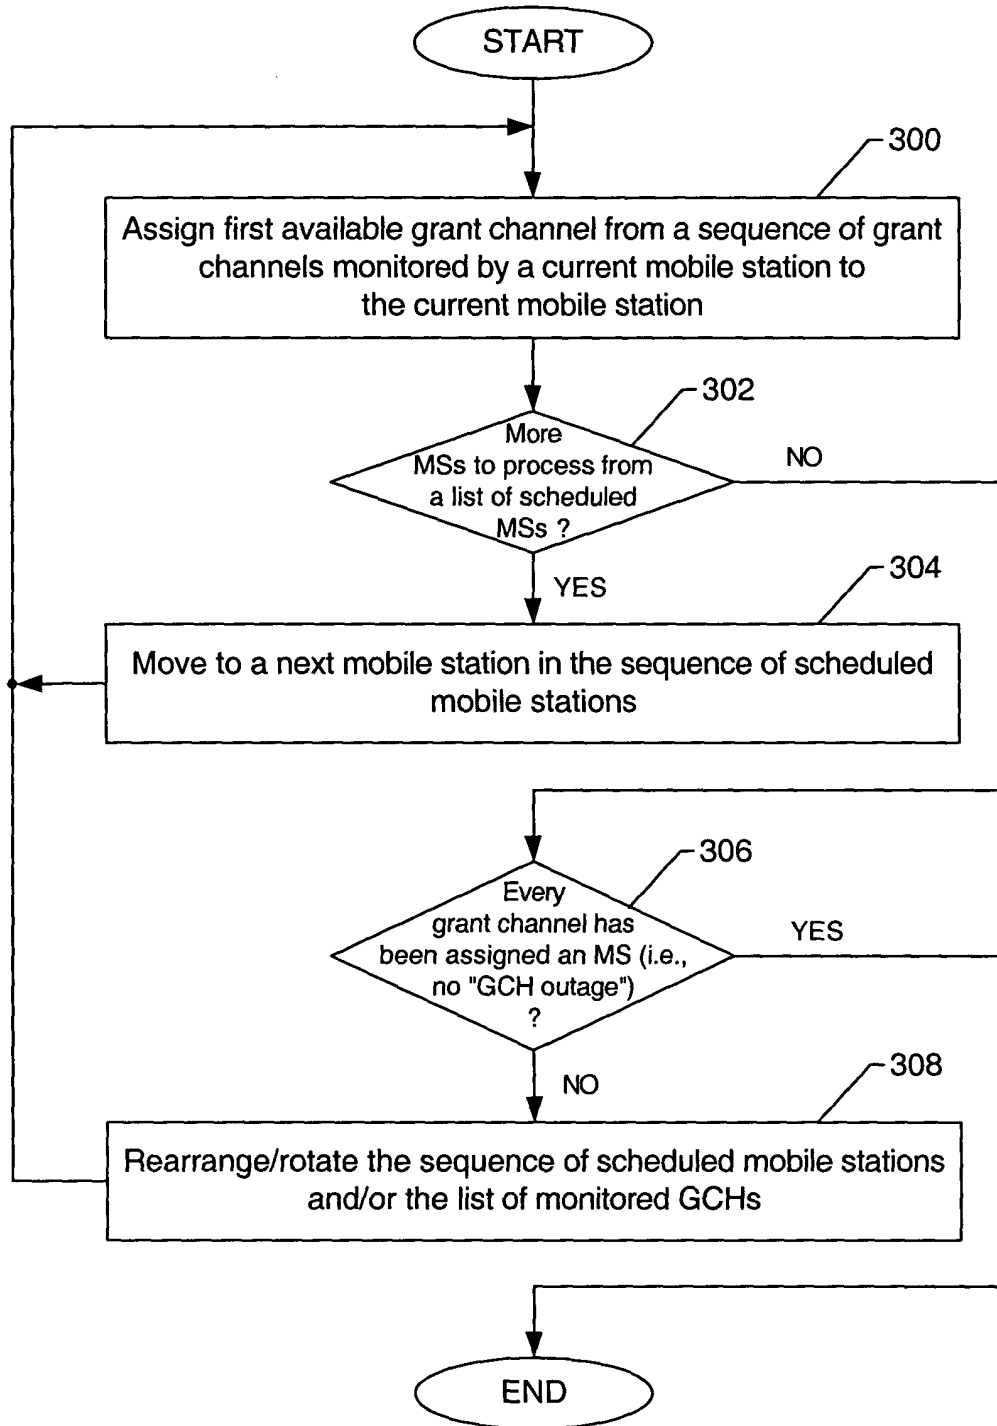 START
300
Assign first available grant channel from a sequence of grant
channels monitored by a current mobile station to
the current mobile station
302
More
MSs to process from
a list of scheduled
MSs ?
NO
YES
304
Move to a next mobile station in the sequence of scheduled
mobile stations
306
Every
grant channel has
been assigned an MS (i.e.,
no "GCH outage")
?
YES
NO
308
Rearrange/rotate the sequence of scheduled mobile stations
and/or the list of monitored GCHs
END